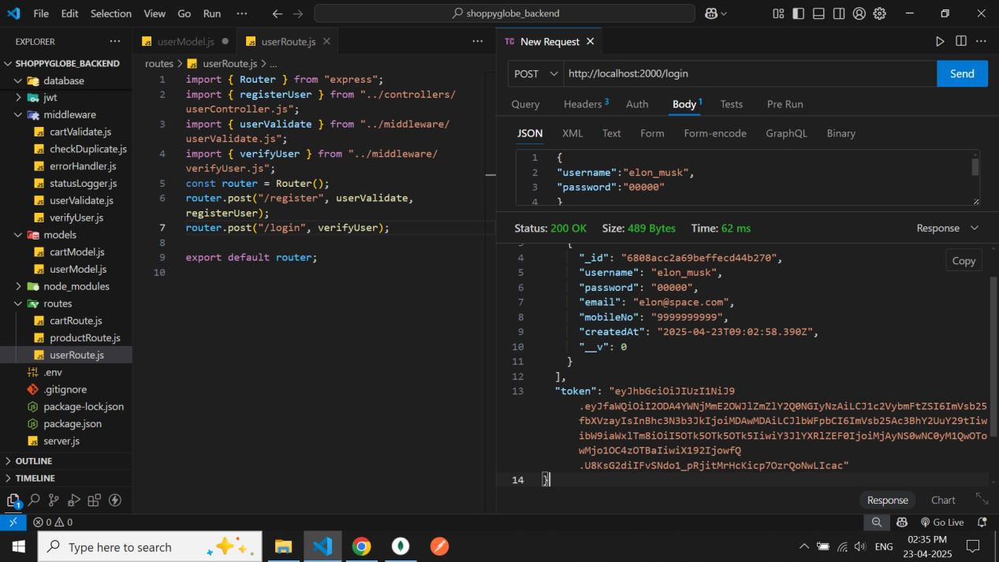 File Edit Selection View Go Run ··· shoppyglobe_backend
EXPLORER
SHOPPYGLOBE_BACKEND
database
jwt
middleware
cartValidate.js
checkDuplicate.js
errorHandler.js
statusLogger.js
userValidate.js
verifyUser.js
models
cartModel.js
userModel.js
node_modules
routes
cartRoute.js
productRoute.js
userRoute.js
.env
.gitignore
package-lock.json
package.json
server.js
OUTLINE
TIMELINE
userModel.js userRoute.js
routes > userRoute.js > ...
1 import { Router } from "express";
2 import { registerUser } from "../controllers/
userController.js";
3 import { userValidate } from "../middleware/
userValidate.js";
4 import { verifyUser } from "../middleware/
verifyUser.js";
5 const router = Router();
6 router.post("/register", userValidate,
registerUser);
7 router.post("/login", verifyUser);
8
9 export default router;
10
TC New Request
POST http://localhost:2000/login Send
Query Headers 3 Auth Body 1 Tests Pre Run
JSON XML Text Form Form-encode GraphQL Binary
1 {
2 "username":"elon_musk",
3 "password":"00000"
4 }
Status: 200 OK Size: 489 Bytes Time: 62 ms Response
Copy
3 {
4 "_id": "6808acc2a69beffecd44b270",
5 "username": "elon_musk",
6 "password": "00000",
7 "email": "elon@space.com",
8 "mobileNo": "9999999999",
9 "createdAt": "2025-04-23T09:02:58.390Z",
10 "__v": 0
11 }
12 ],
13 "token": "eyJhbGciOiJIUzI1NiJ9
.eyJfaWQiOiI2ODA4YWNjMmE2OWJlZmZlY2Q0NGIyNzAiLCJ1c2VybmFtZSI6ImVsb25
fbXVzayIsInBhc3N3b3JkIjoiMDAwMDAiLCJlbWFpbCI6ImVsb25Ac3BhY2UuY29tIiw
ibW9iaWxlTm8iOiI5OTk5OTk5OTk5IiwiY3JlYXRlZEF0IjoiMjAyNS0wNC0yM1QwOTo
wMjo1OC4zOTBaIiwiX192IjowfQ
.U8KsG2diIFvSNdo1_pRjitMrHcKicp7OzrQoNwLIcac"
14 }
Response Chart
0 0 Go Live
Type here to search ENG 02:35 PM
23-04-2025